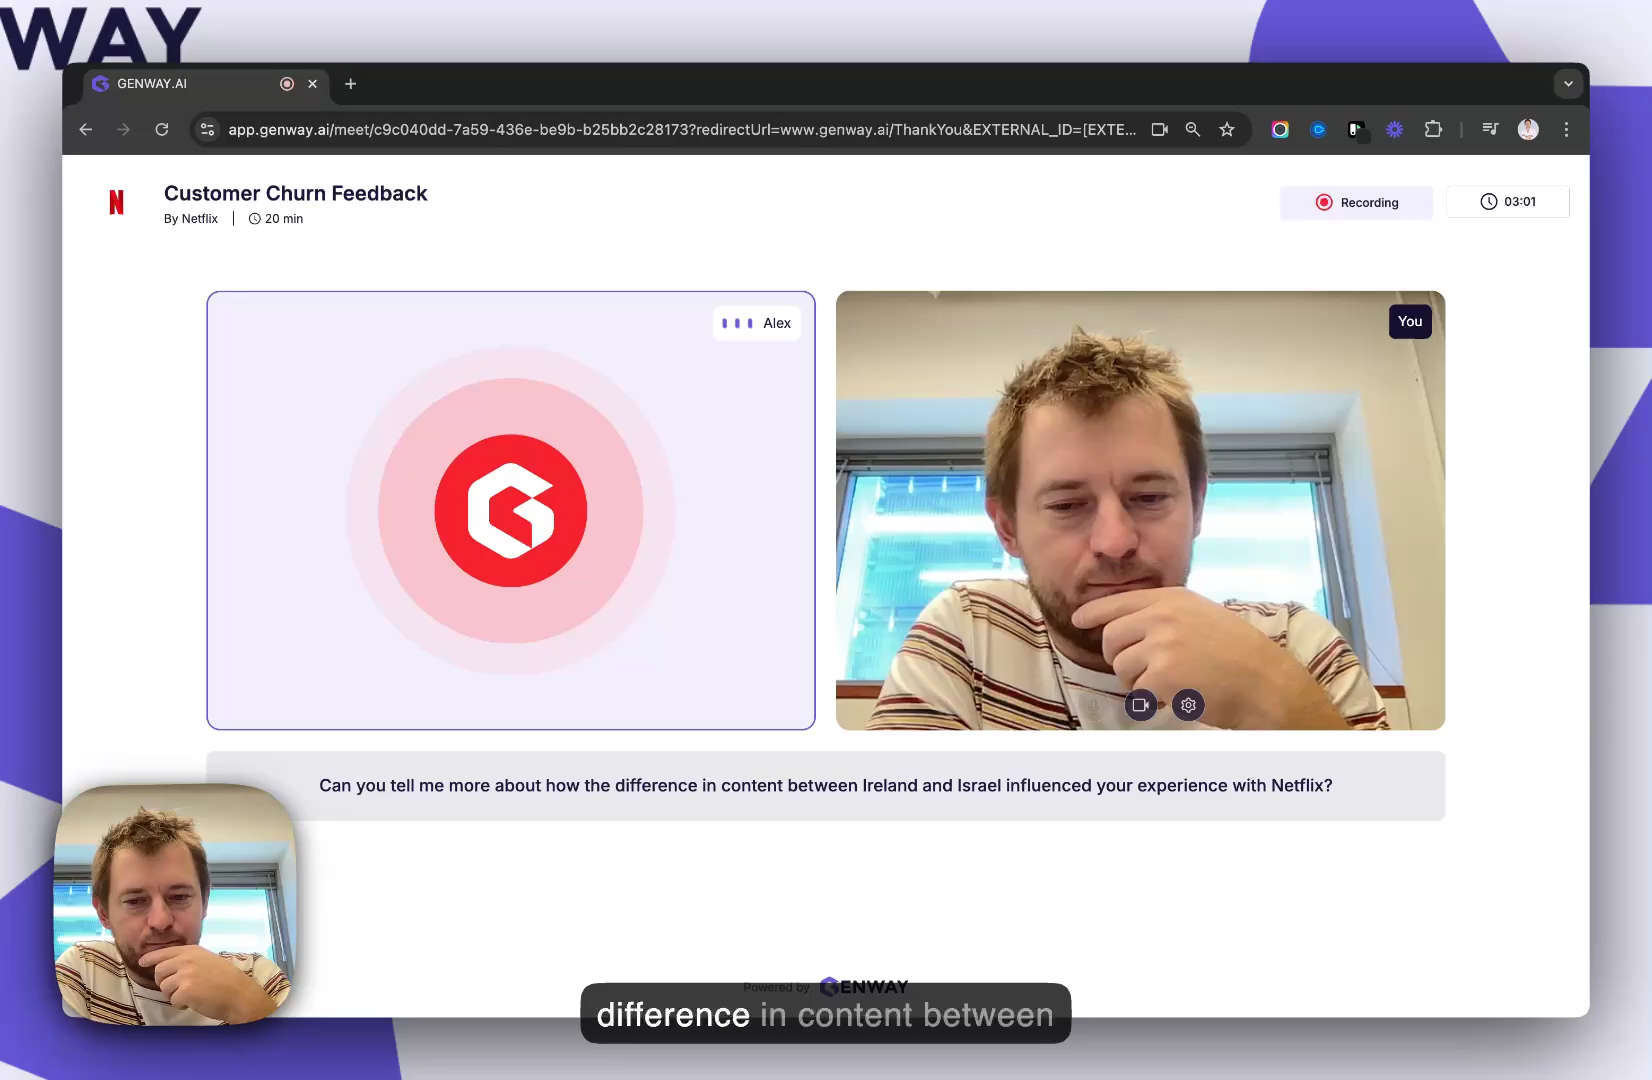 WAY
GENWAY.AI
app.genway.ai/meet/c9c040dd-7a59-436e-be9b-b25bb2c28173?redirectUrl=www.genway.ai/ThankYou&EXTERNAL_ID=[EXTE...
N
Customer Churn Feedback
By Netflix | 20 min
Recording
03:01
Alex
You
Can you tell me more about how the difference in content between Ireland and Israel influenced your experience with Netflix?
Powered by GENWAY
difference in content between